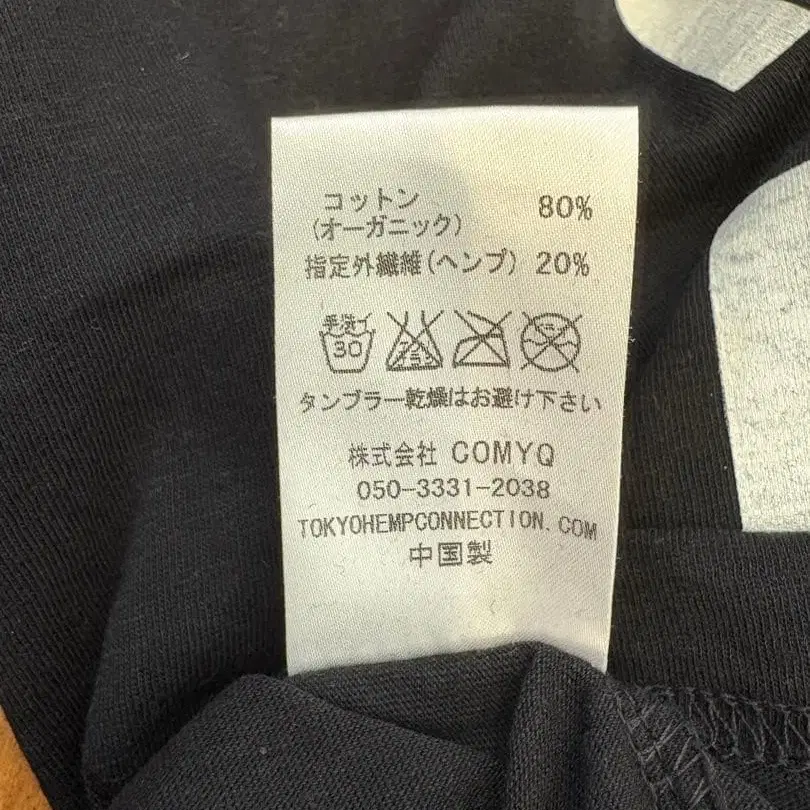 コットン
(オーガニック) 80%
指定外繊維(ヘンプ) 20%
手洗イ
30
タンブラー乾燥はお避け下さい
株式会社 COMYQ
050-3331-2038
TOKYOHEMPCONNECTION.COM
中国製